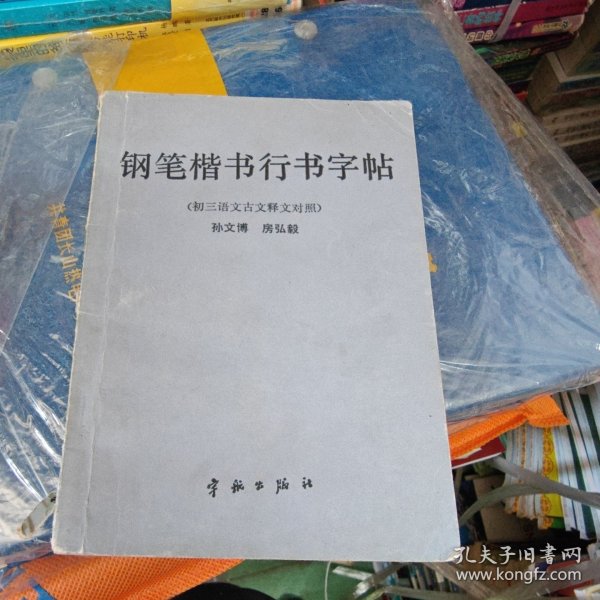 钢笔楷书行书字帖
（初三语文古文释文对照）
孙文博 房弘毅
宇航出版社
孔夫子旧书网
www.kongfz.com